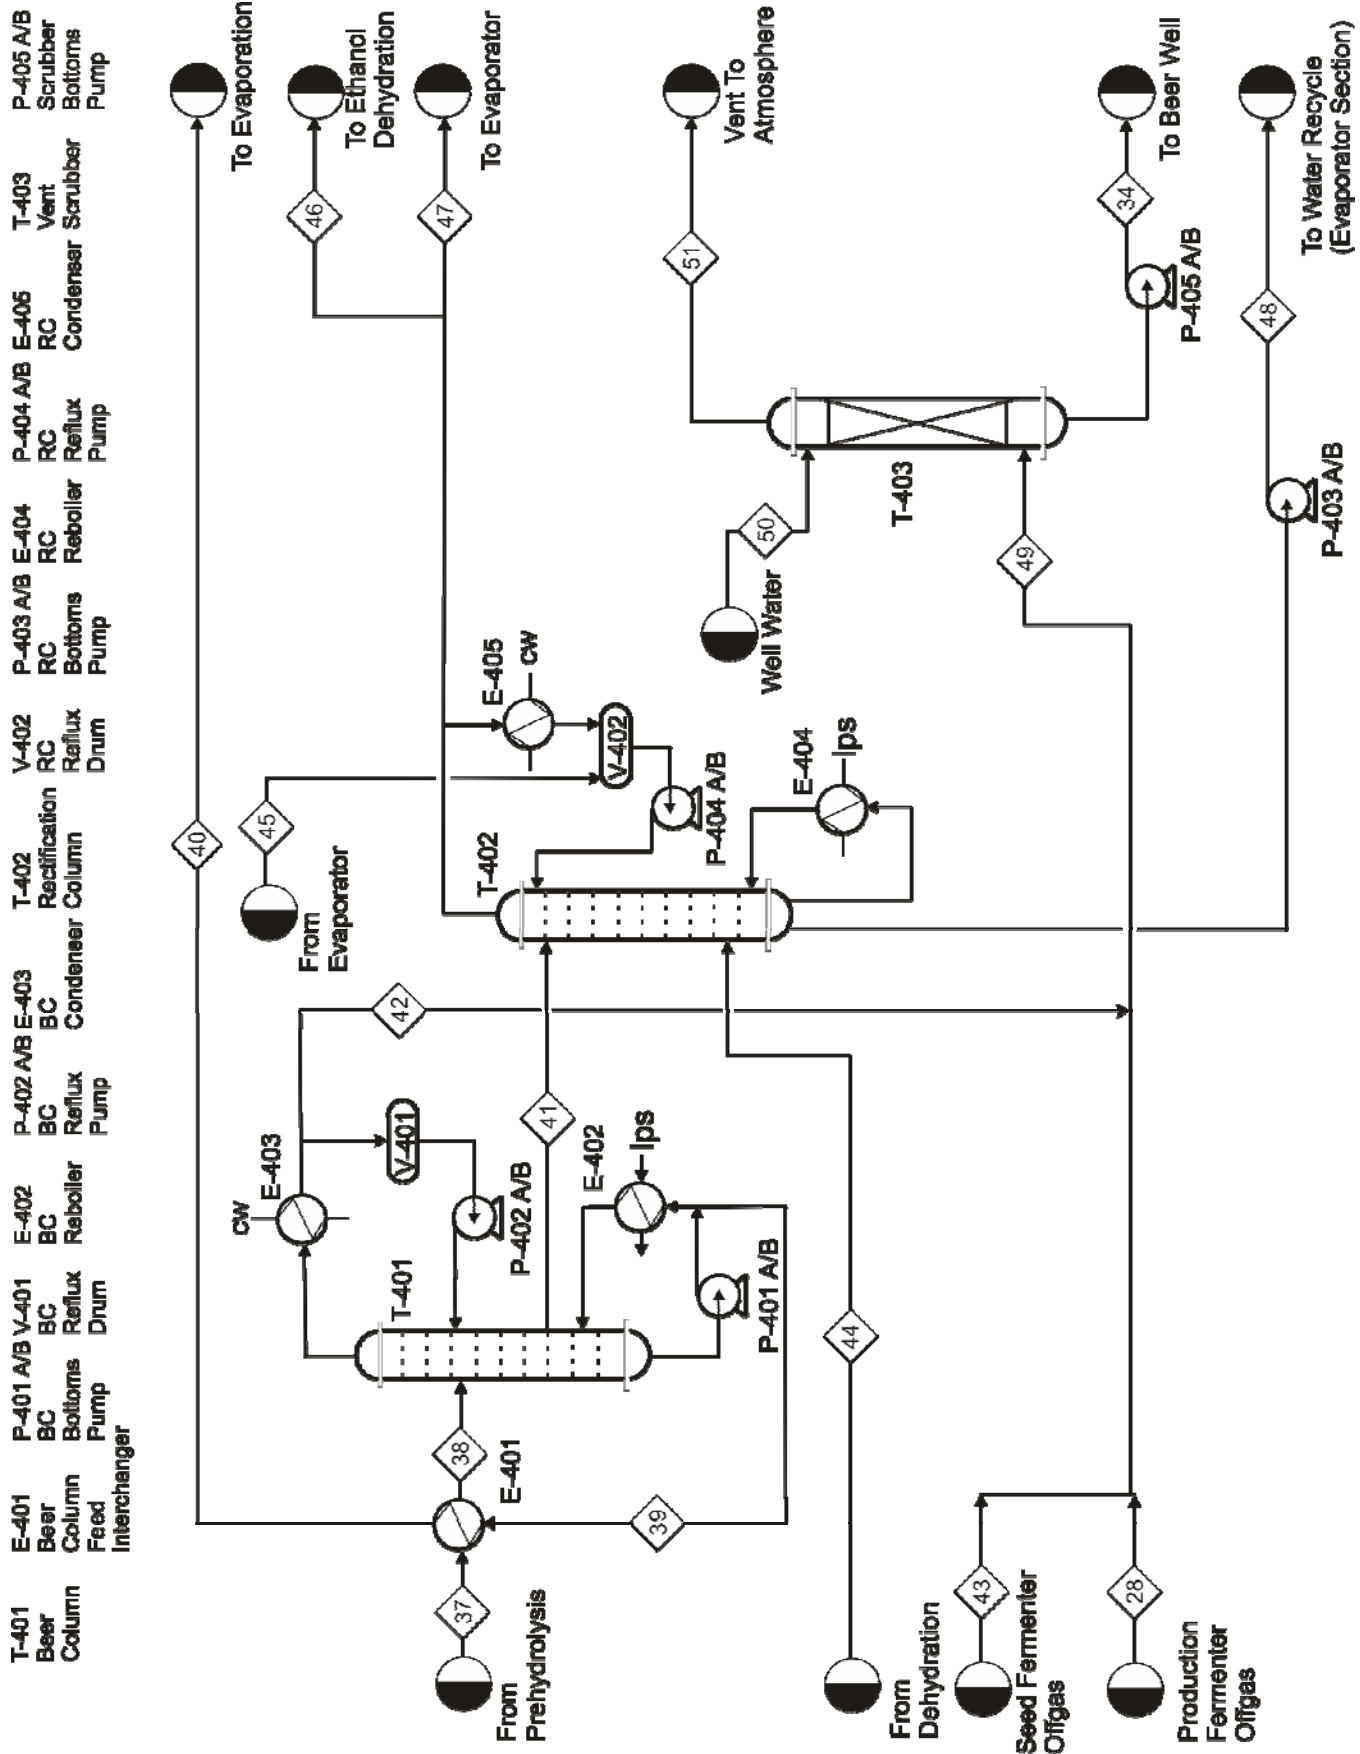 T-401
Beer
Column
E-401
Beer
Column
Feed
Interchanger
P-401 A/B
BC
Bottoms
Pump
V-401
BC
Reflux
Drum
E-402
BC
Reboiler
P-402 A/B
BC
Reflux
Pump
E-403
BC
Condenser
T-402
Rectification
Column
V-402
RC
Reflux
Drum
P-403 A/B
RC
Bottoms
Pump
E-404
RC
Reboiler
P-404 A/B
RC
Reflux
Pump
E-405
RC
Condenser
T-403
Vent
Scrubber
P-405 A/B
Scrubber
Bottoms
Pump
40
To Evaporation
From
Evaporator
45
46
To Ethanol
Dehydration
47
To Evaporator
CW
E-403
42
V-401
P-402 A/B
T-401
From
Prehydrolysis
37
38
E-401
39
41
E-402
lps
P-401 A/B
T-402
E-405
CW
V-402
P-404 A/B
E-404
lps
Well Water
50
51
Vent To
Atmosphere
T-403
49
From
Dehydration
44
Seed Fermenter
Offgas
43
Production
Fermenter
Offgas
28
P-405 A/B
34
To Beer Well
P-403 A/B
48
To Water Recycle
(Evaporator Section)